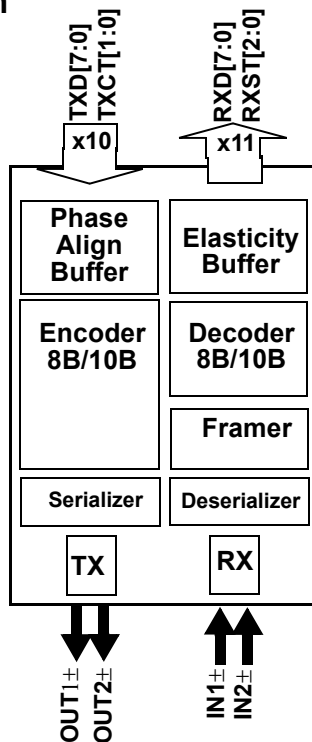 TXD[7:0]
TXCT[1:0]
RXD[7:0]
RXST[2:0]
x10
x11
Phase
Align
Buffer
Elasticity
Buffer
Encoder
8B/10B
Decoder
8B/10B
Framer
Serializer
Deserializer
TX
RX
OUT1±
OUT2±
IN1±
IN2±